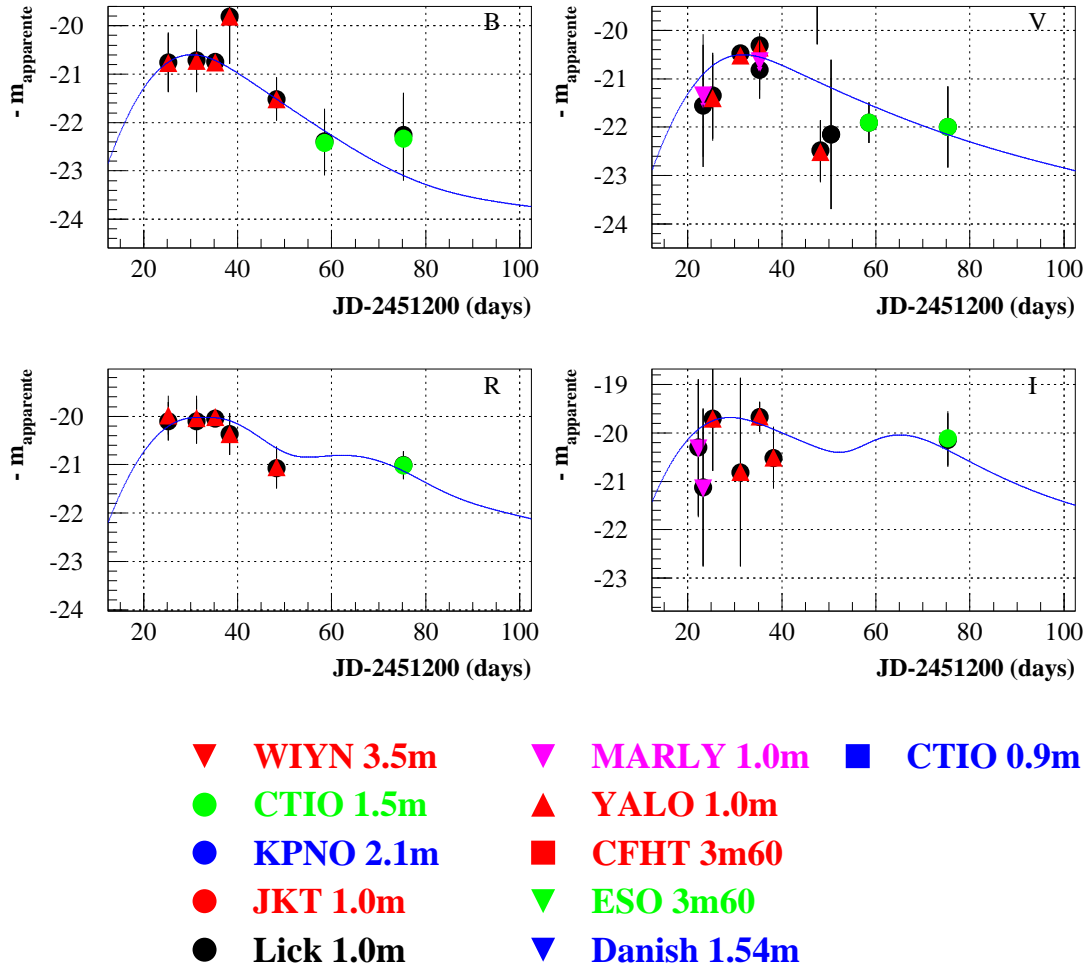 B
- m apparente
-20
-21
-22
-23
-24
20 40 60 80 100
JD-2451200 (days)
V
- m apparente
-20
-21
-22
-23
-24
20 40 60 80 100
JD-2451200 (days)
R
- m apparente
-20
-21
-22
-23
-24
20 40 60 80 100
JD-2451200 (days)
I
- m apparente
-19
-20
-21
-22
-23
20 40 60 80 100
JD-2451200 (days)
WIYN 3.5m
CTIO 1.5m
KPNO 2.1m
JKT 1.0m
Lick 1.0m
MARLY 1.0m
YALO 1.0m
CFHT 3m60
ESO 3m60
Danish 1.54m
CTIO 0.9m